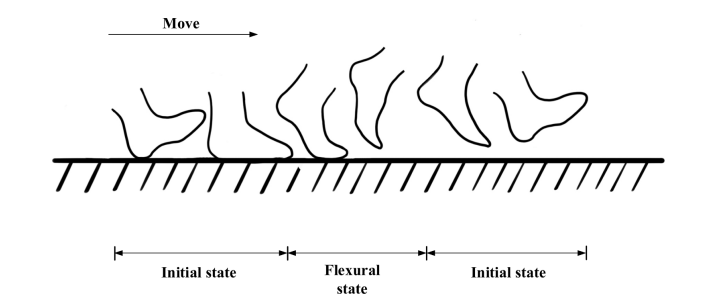 Move
Initial state
Flexural
state
Initial state